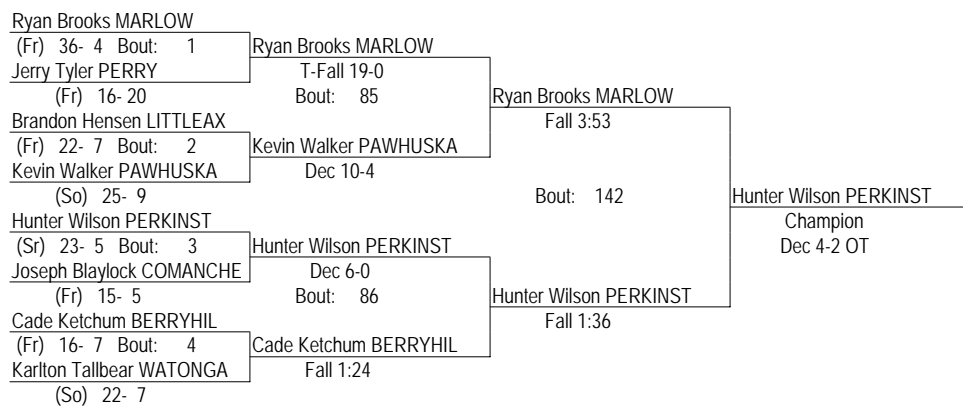 Ryan Brooks MARLOW
(Fr) 36- 4 Bout: 1
Ryan Brooks MARLOW
Jerry Tyler PERRY
T-Fall 19-0
(Fr) 16- 20
Bout: 85
Ryan Brooks MARLOW
Brandon Hensen LITTLEAX
Fall 3:53
(Fr) 22- 7 Bout: 2
Kevin Walker PAWHUSKA
Kevin Walker PAWHUSKA
Dec 10-4
(So) 25- 9
Bout: 142
Hunter Wilson PERKINST
Hunter Wilson PERKINST
Champion
(Sr) 23- 5 Bout: 3
Hunter Wilson PERKINST
Dec 4-2 OT
Joseph Blaylock COMANCHE
Dec 6-0
(Fr) 15- 5
Bout: 86
Hunter Wilson PERKINST
Cade Ketchum BERRYHIL
Fall 1:36
(Fr) 16- 7 Bout: 4
Cade Ketchum BERRYHIL
Karlton Tallbear WATONGA
Fall 1:24
(So) 22- 7